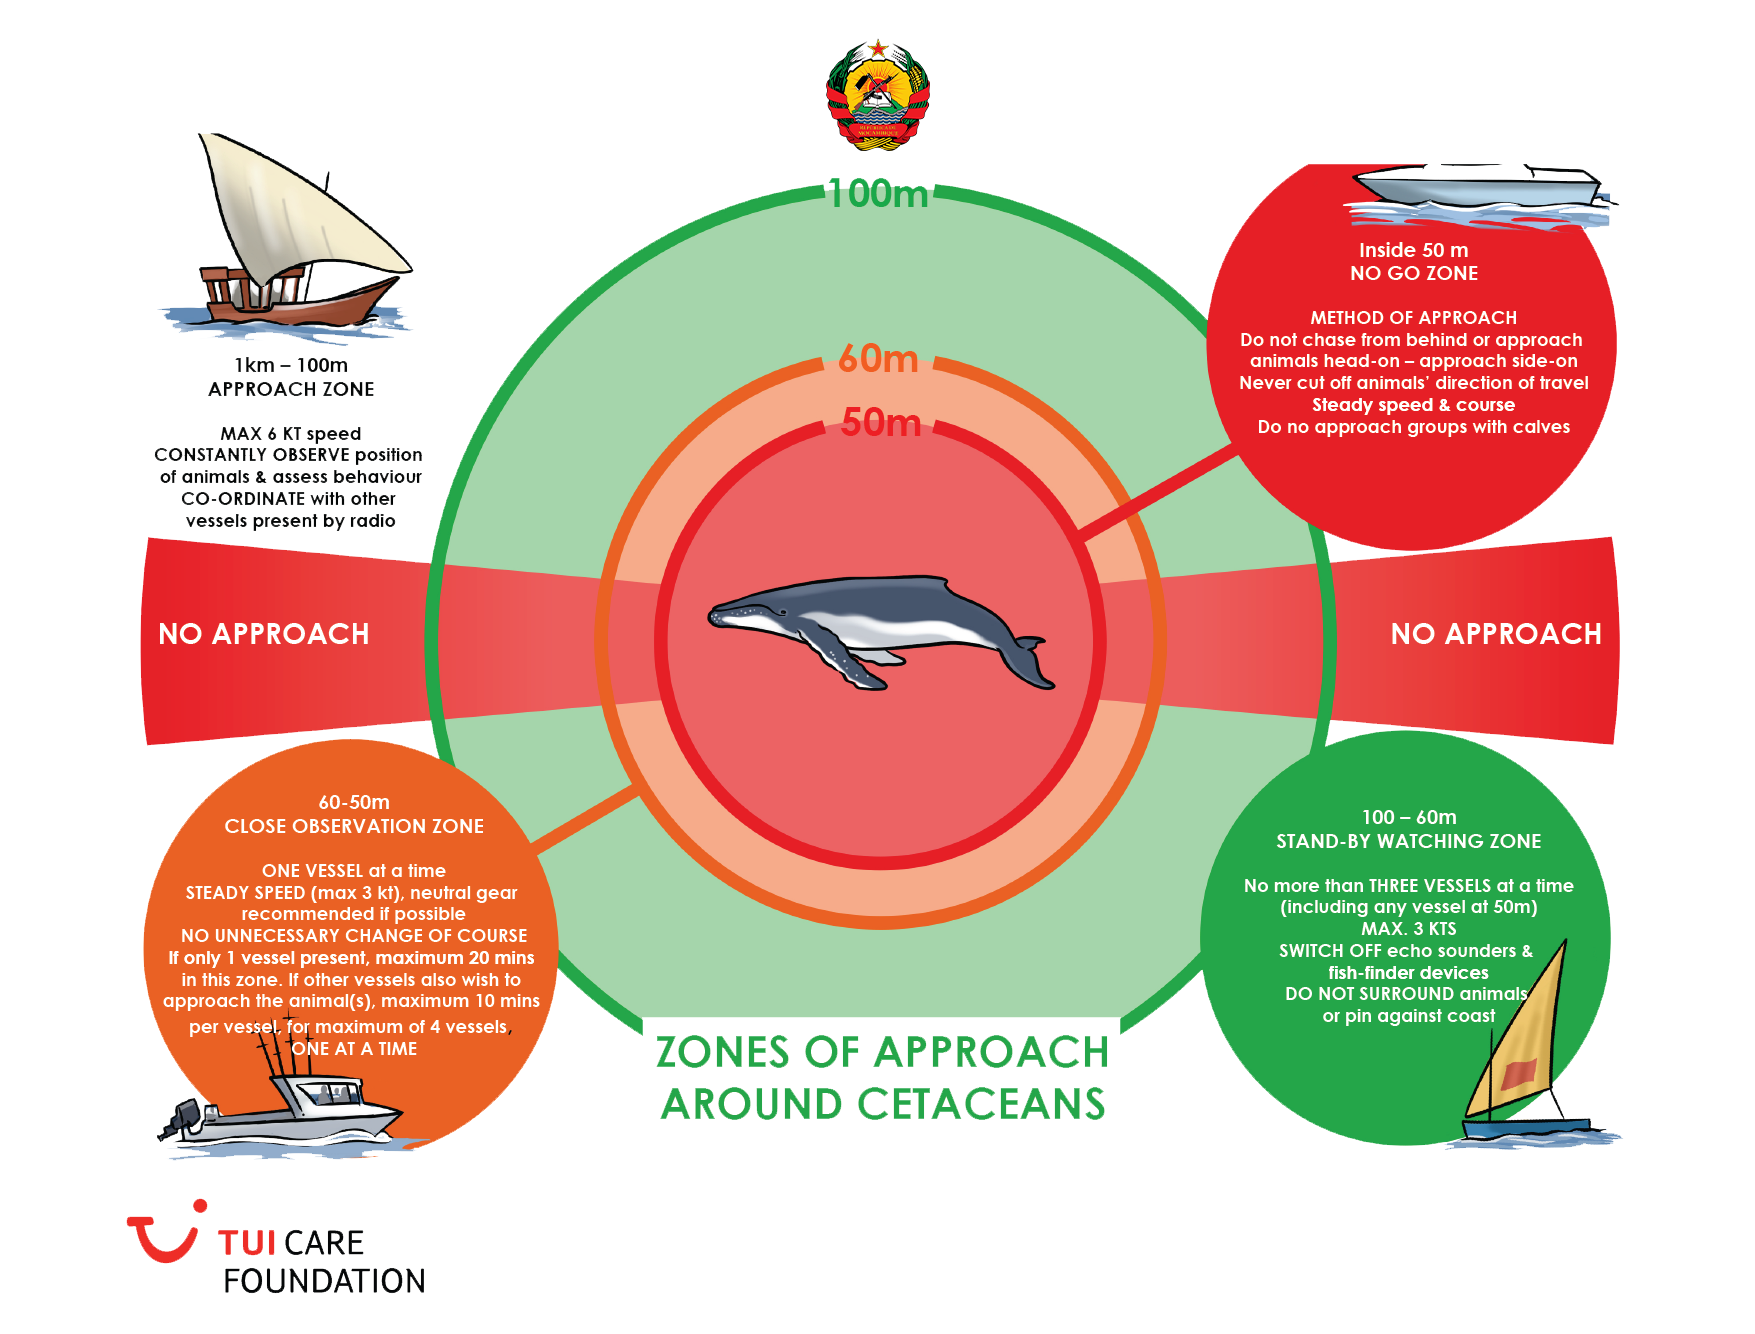 REPÚBLICA DE
MOÇAMBIQUE
100m
60m
50m
1km – 100m
APPROACH ZONE
MAX 6 KT speed
CONSTANTLY OBSERVE position
of animals & assess behaviour
CO-ORDINATE with other
vessels present by radio
Inside 50 m
NO GO ZONE
METHOD OF APPROACH
Do not chase from behind or approach
animals head-on – approach side-on
Never cut off animals’ direction of travel
Steady speed & course
Do no approach groups with calves
NO APPROACH
NO APPROACH
60-50m
CLOSE OBSERVATION ZONE
ONE VESSEL at a time
STEADY SPEED (max 3 kt), neutral gear
recommended if possible
NO UNNECESSARY CHANGE OF COURSE
If only 1 vessel present, maximum 20 mins
in this zone. If other vessels also wish to
approach the animal(s), maximum 10 mins
per vessel, for maximum of 4 vessels,
ONE AT A TIME
100 – 60m
STAND-BY WATCHING ZONE
No more than THREE VESSELS at a time
(including any vessel at 50m)
MAX. 3 KTS
SWITCH OFF echo sounders &
fish-finder devices
DO NOT SURROUND animals
or pin against coast
ZONES OF APPROACH
AROUND CETACEANS
TUI CARE
FOUNDATION